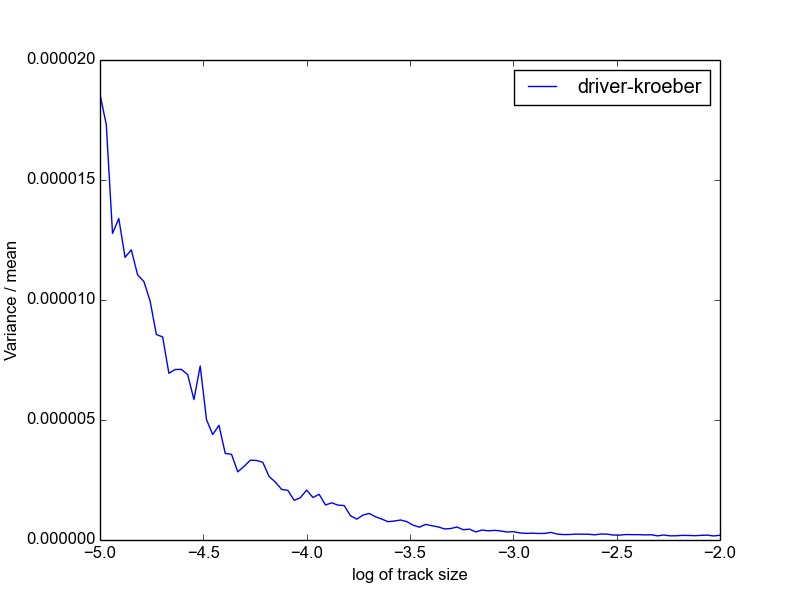 0.000020
driver-kroeber
0.000015
0.000010
0.000005
0.000000
Variance / mean
−5.0 −4.5 −4.0 −3.5 −3.0 −2.5 −2.0
log of track size